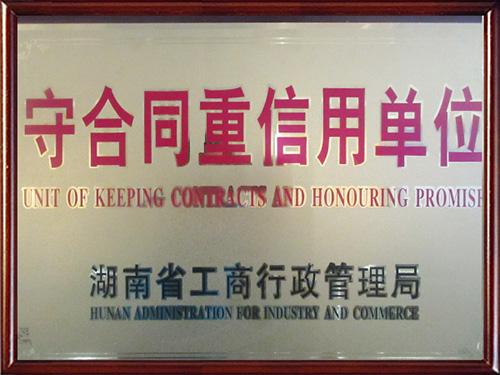 守合同重信用单位
UNIT OF KEEPING CONTRACTS AND HONOURING PROMISE
湖南省工商行政管理局
HUNAN ADMINISTRATION FOR INDUSTRY AND COMMERCE